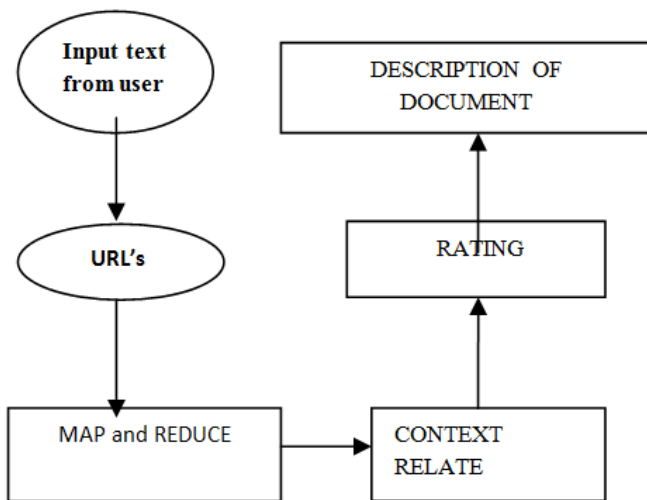 Input text
from user
URL's
MAP and REDUCE
CONTEXT
RELATE
RATING
DESCRIPTION OF
DOCUMENT